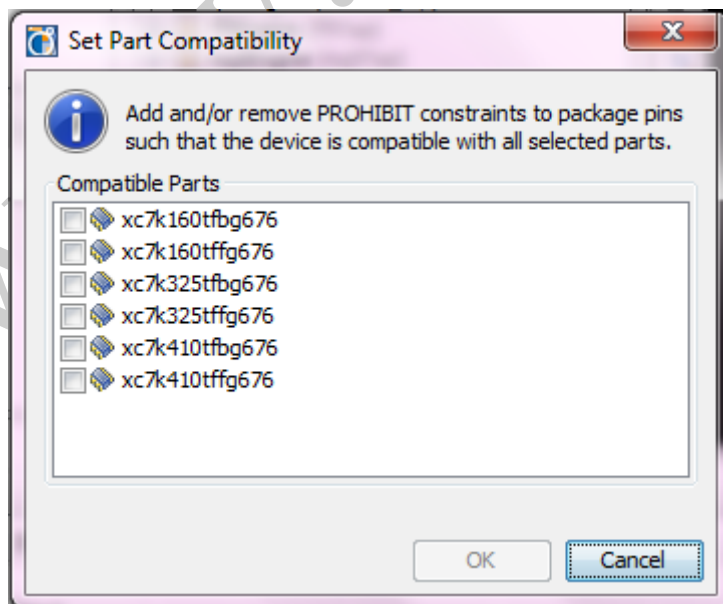 Set Part Compatibility
Add and/or remove PROHIBIT constraints to package pins
such that the device is compatible with all selected parts.
Compatible Parts
xc7k160tfbg676
xc7k160tffg676
xc7k325tfbg676
xc7k325tffg676
xc7k410tfbg676
xc7k410tffg676
OK
Cancel